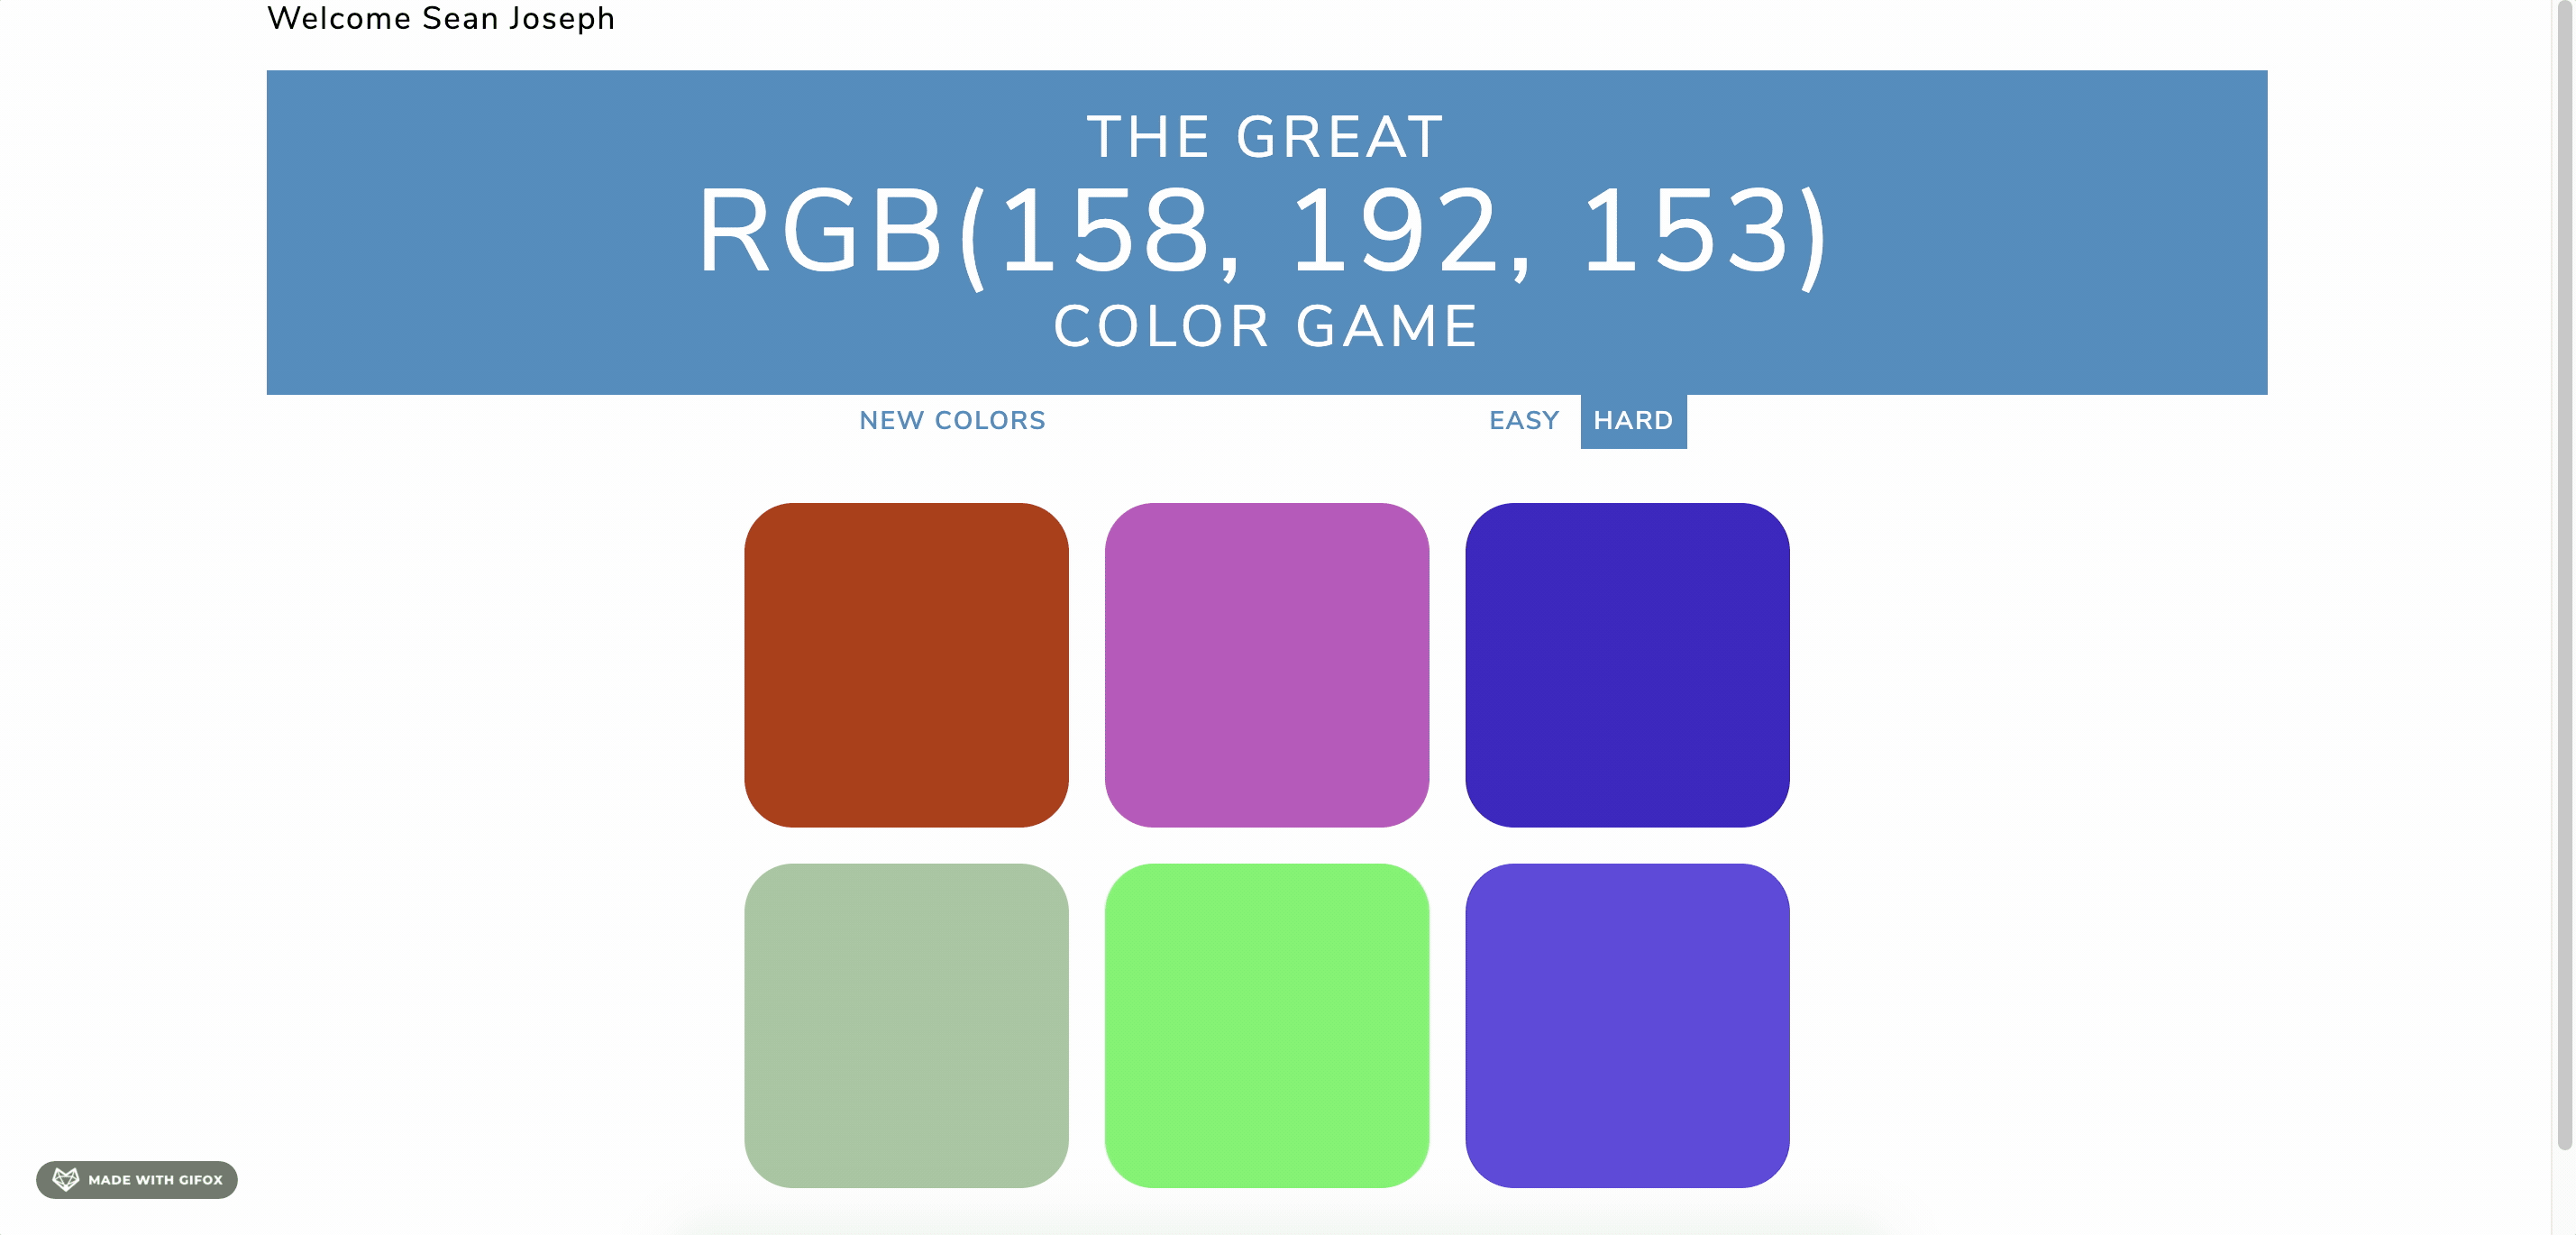 Welcome Sean Joseph
THE GREAT
RGB(158, 192, 153)
COLOR GAME
NEW COLORS EASY HARD
MADE WITH GIFOX